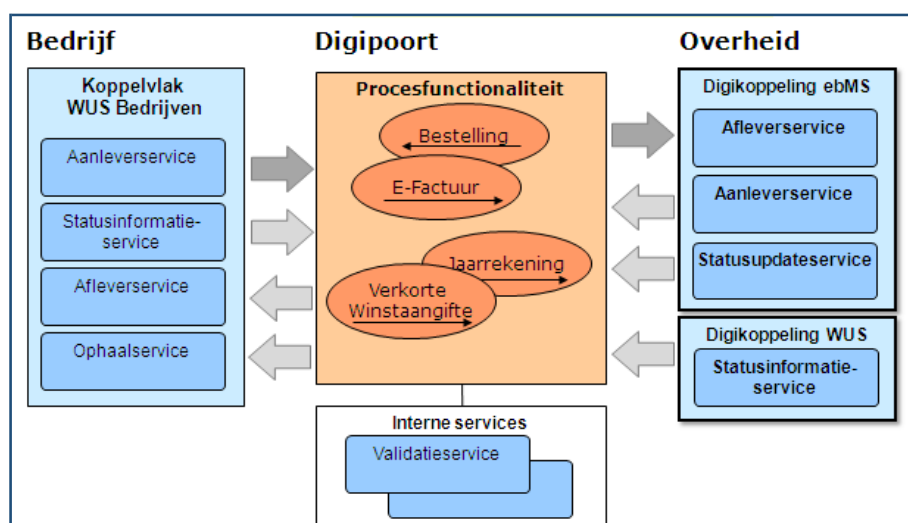 Bedrijf
Koppelvlak
WUS Bedrijven
Aanleverservice
Statusinformatie-
service
Afleverservice
Ophaalservice
Digipoort
Procesfunctionaliteit
Bestelling
E-Factuur
Jaarrekening
Verkorte
Winstaangifte
Interne services
Validatieservice
Overheid
Digikoppeling ebMS
Afleverservice
Aanleverservice
Statusupdateservice
Digikoppeling WUS
Statusinformatie-
service